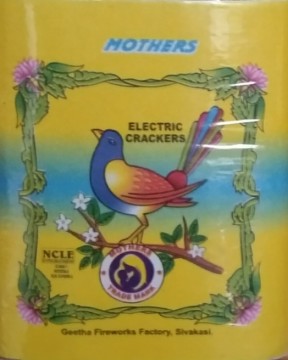 MOTHERS
ELECTRIC
CRACKERS
NCLE
MOTHERS
TRADE MARK
Geetha Fireworks Factory, Sivakasi.